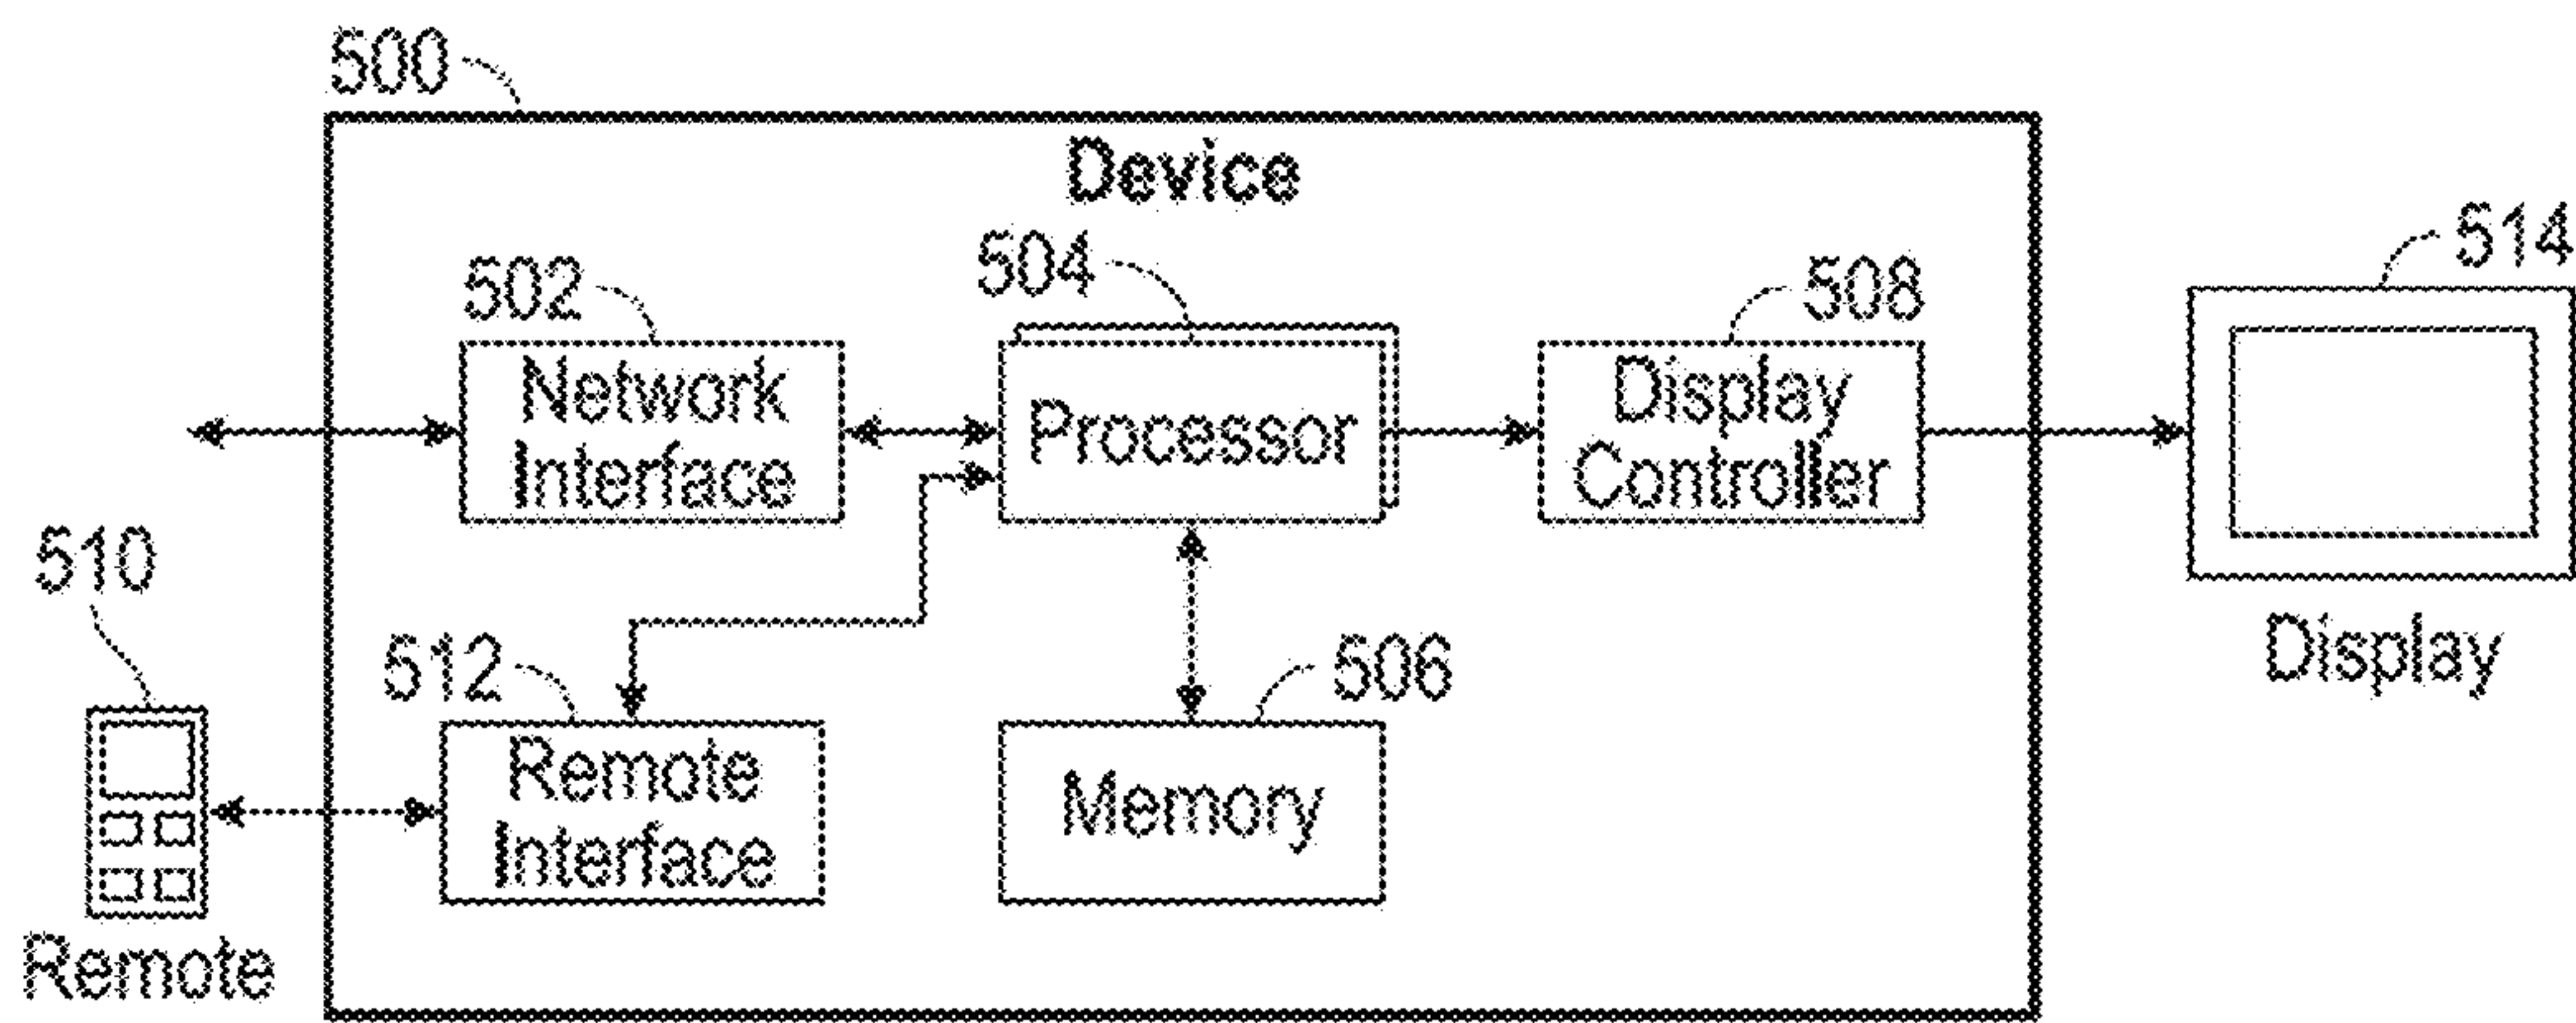 500
Device
502
504
508
514
Network
Interface
Processor
Display
Controller
510
512
506
Display
Remote
Interface
Memory
Remote